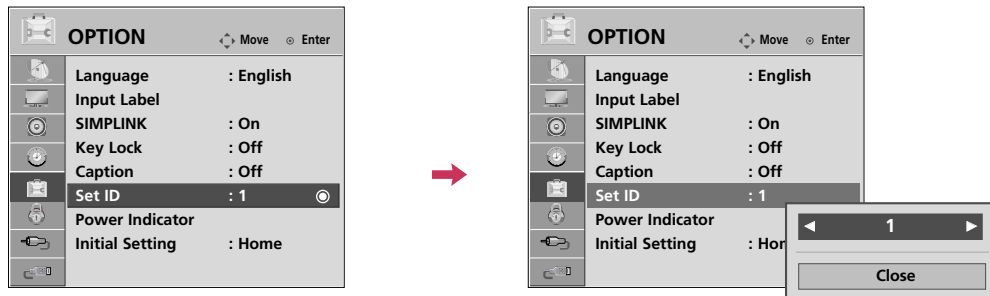 OPTION Move Enter
Language : English
Input Label
SIMPLINK : On
Key Lock : Off
Caption : Off
Set ID : 1
Power Indicator
Initial Setting : Home
OPTION Move Enter
Language : English
Input Label
SIMPLINK : On
Key Lock : Off
Caption : Off
Set ID : 1
Power Indicator
Initial Setting : Hor
◀ 1 ▶
Close